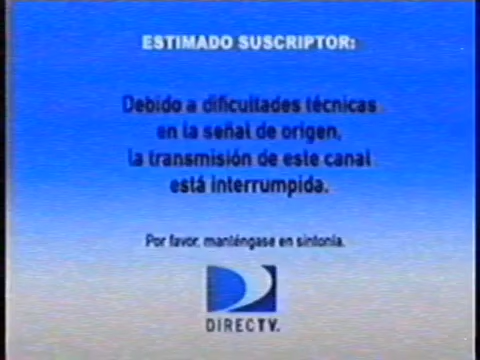 ESTIMADO SUSCRIPTOR:
Debido a dificultades técnicas
en la señal de origen,
la transmisión de este canal
está interrumpida.
Por favor, manténgase en sintonía.
DIRECTV.